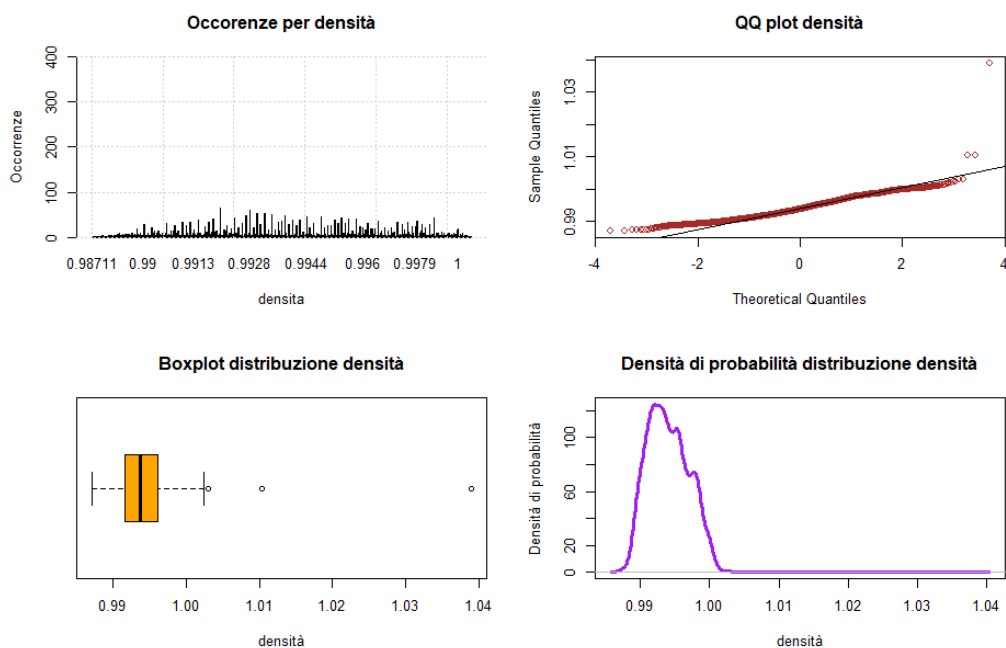 Occorenze per densità
Occorrenze
400
300
200
100
0
0.98711 0.99 0.9913 0.9928 0.9944 0.996 0.9979 1
densita
QQ plot densità
Sample Quantiles
1.03
1.01
0.99
-4 -2 0 2 4
Theoretical Quantiles
Boxplot distribuzione densità
0.99 1.00 1.01 1.02 1.03 1.04
densità
Densità di probabilità distribuzione densità
Densità di probabilità
100
60
20
0
0.99 1.00 1.01 1.02 1.03 1.04
densità